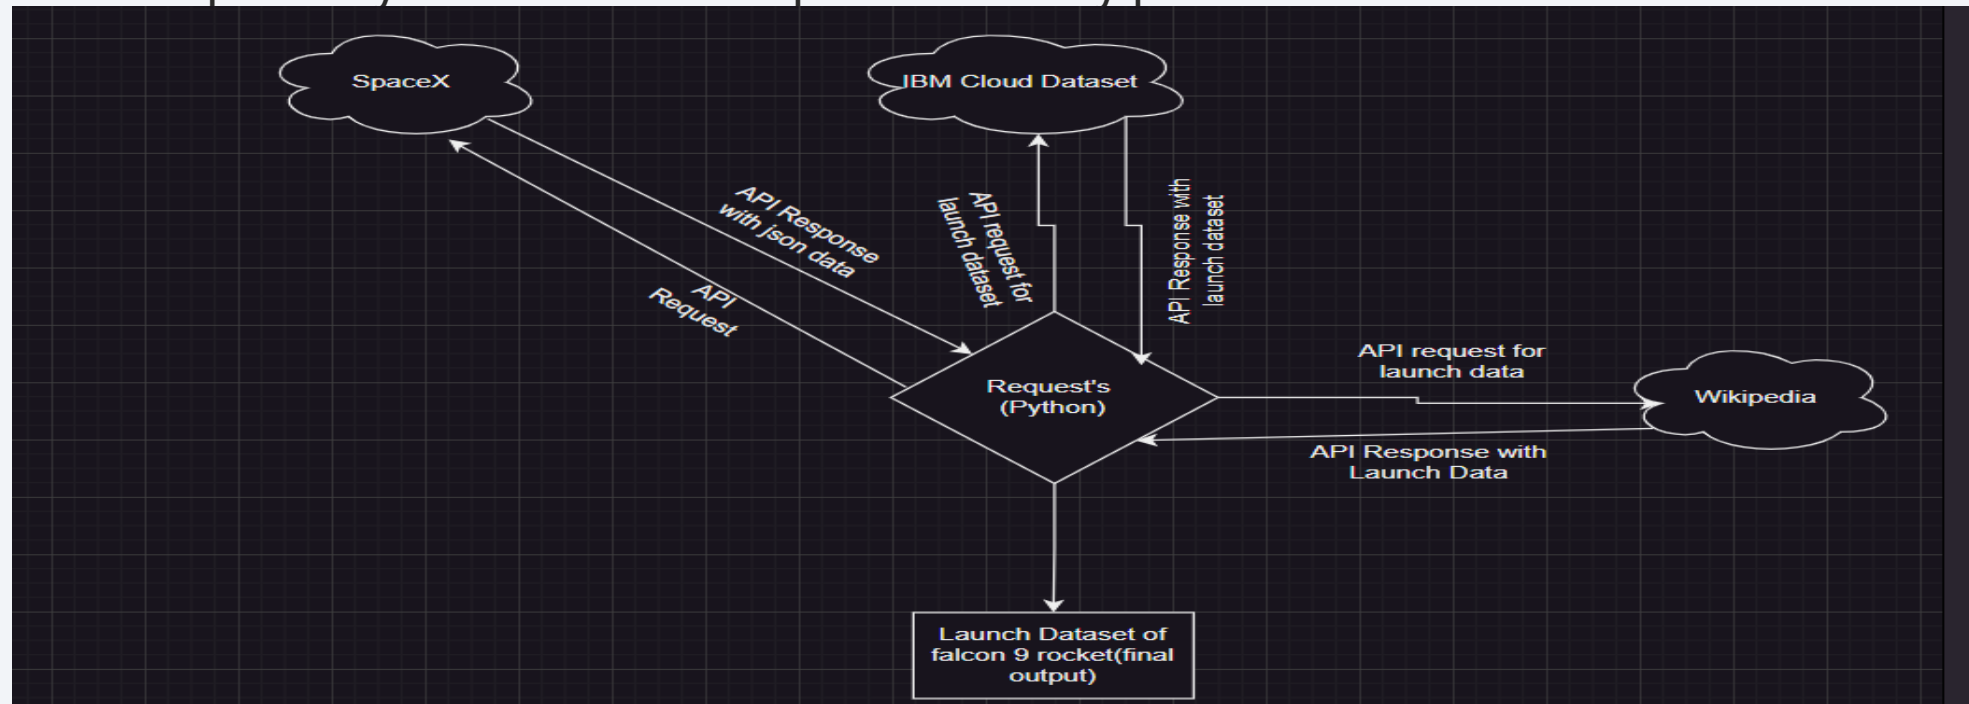 SpaceX
IBM Cloud Dataset
API Response
with json data
API
Request
API request for
launch dataset
API Response with
launch dataset
Request's
(Python)
API request for
launch data
Wikipedia
API Response with
Launch Data
Launch Dataset of
falcon 9 rocket(final
output)